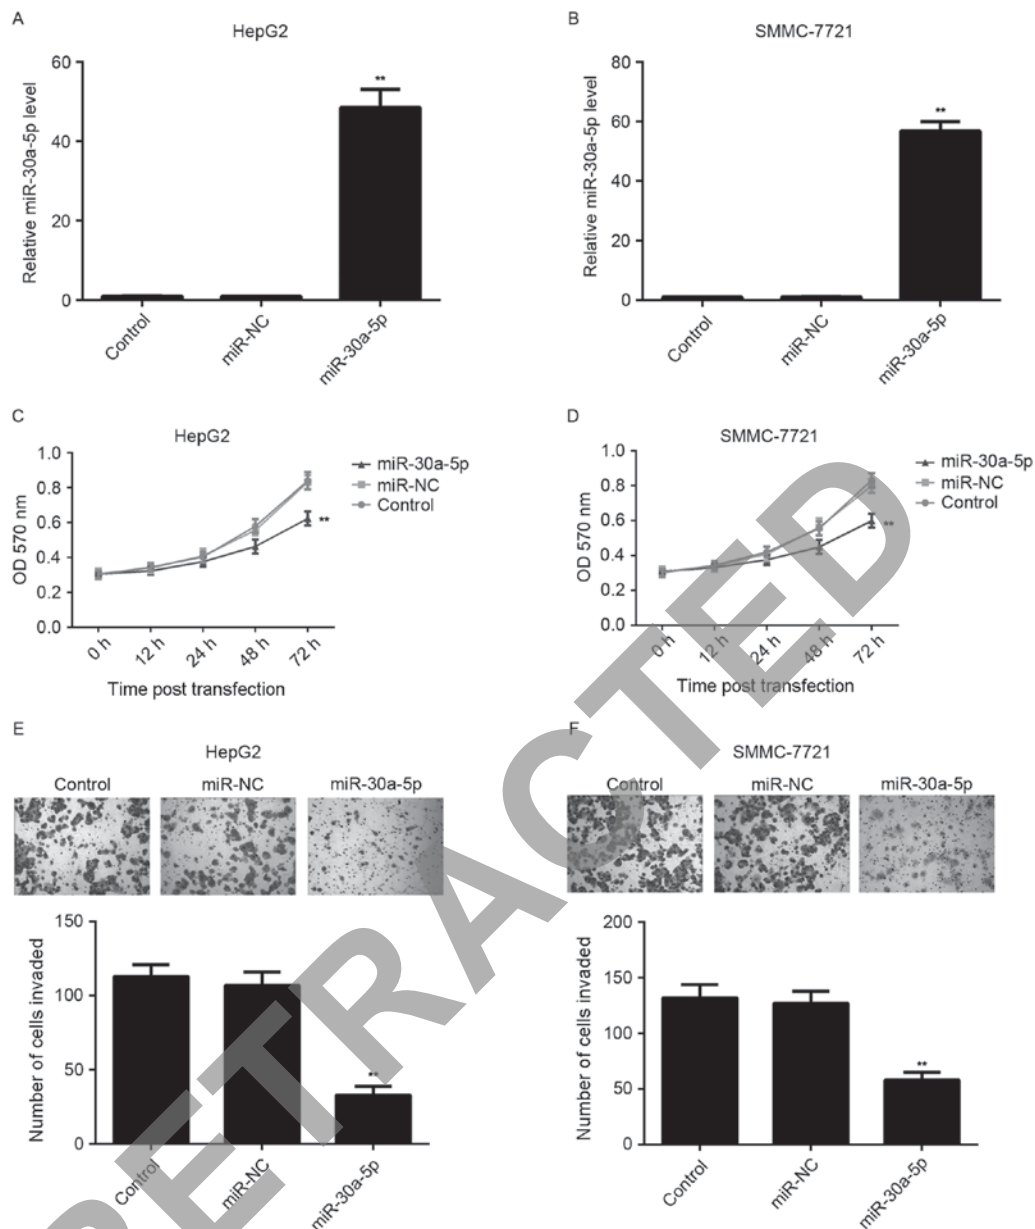 A
HepG2
Relative miR-30a-5p level
60
40
20
0
**
Control
miR-NC
miR-30a-5p
B
SMMC-7721
Relative miR-30a-5p level
80
60
40
20
0
**
Control
miR-NC
miR-30a-5p
C
HepG2
OD 570 nm
1.0
0.8
0.6
0.4
0.2
0.0
miR-30a-5p
miR-NC
Control
**
0 h
12 h
24 h
48 h
72 h
Time post transfection
D
SMMC-7721
OD 570 nm
1.0
0.8
0.6
0.4
0.2
0.0
miR-30a-5p
miR-NC
Control
**
0 h
12 h
24 h
48 h
72 h
Time post transfection
E
HepG2
Control
miR-NC
miR-30a-5p
Number of cells invaded
150
100
50
0
**
Control
miR-NC
miR-30a-5p
F
SMMC-7721
Control
miR-NC
miR-30a-5p
Number of cells invaded
200
150
100
50
0
**
Control
miR-NC
miR-30a-5p
RETRACTED